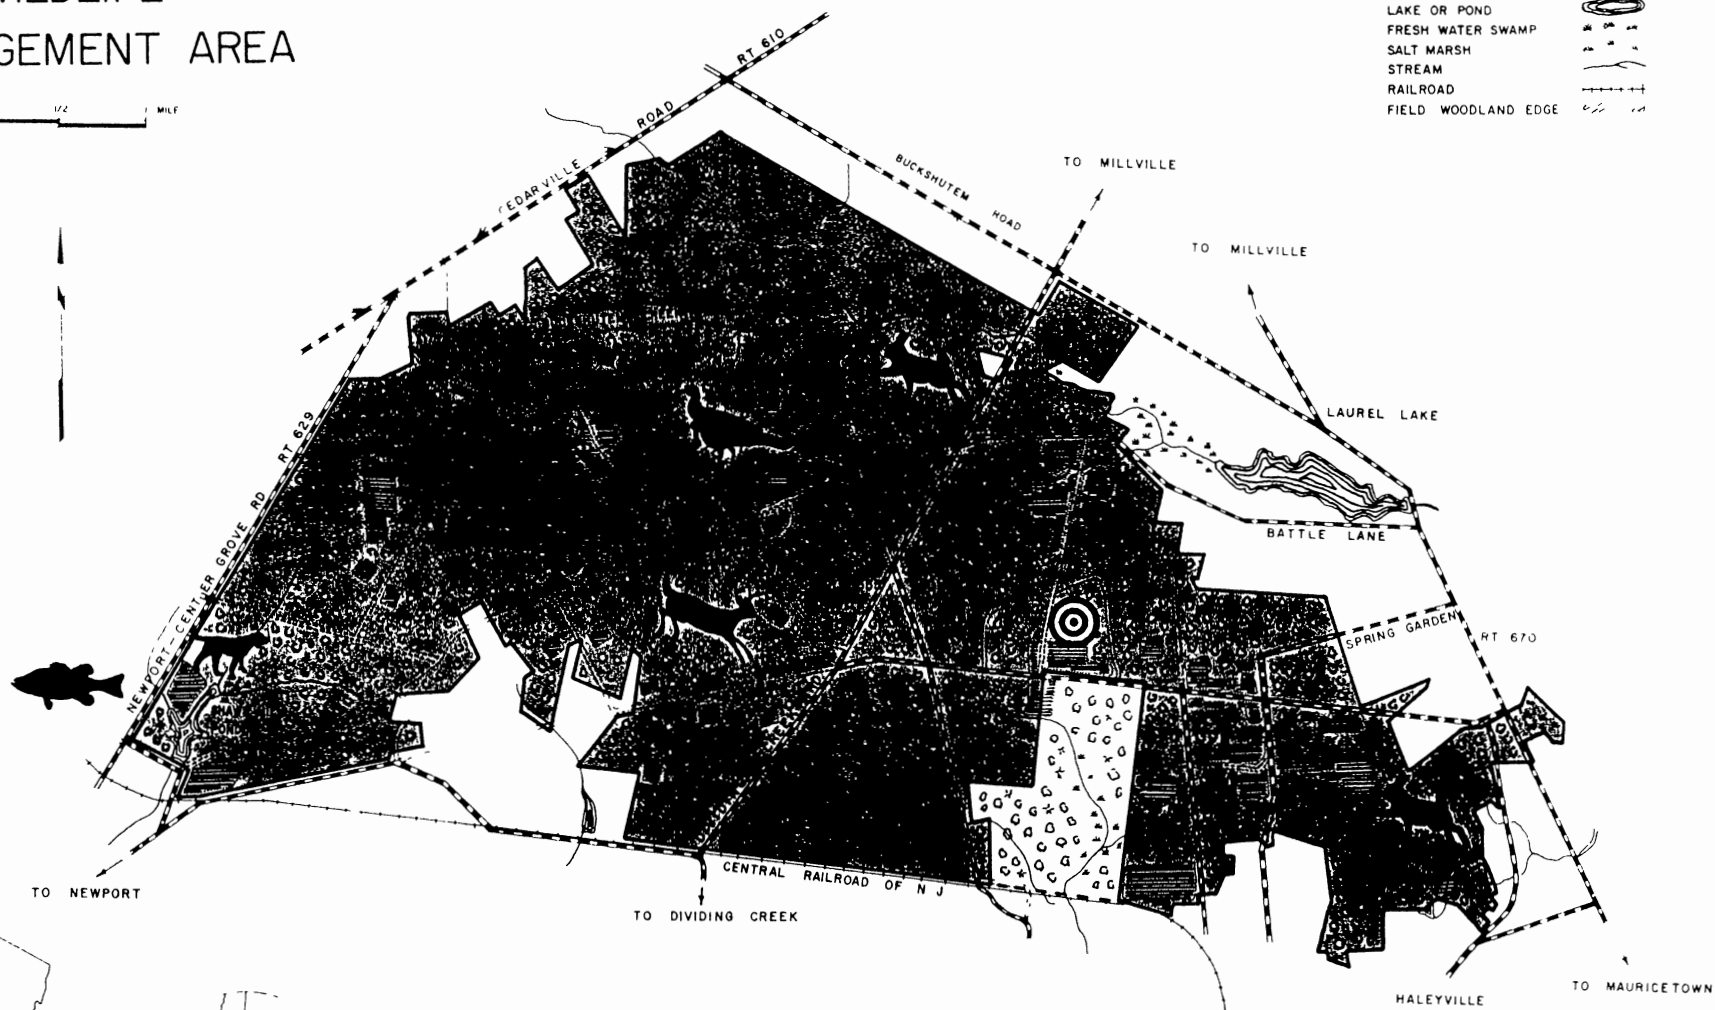 GEMENT AREA
1/2 1 MILE
LAKE OR POND
FRESH WATER SWAMP
SALT MARSH
STREAM
RAILROAD
FIELD WOODLAND EDGE
RT 610
CEDARVILLE ROAD
BUCKSHUTEM ROAD
TO MILLVILLE
TO MILLVILLE
LAUREL LAKE
RT 629
NEWPORT-CENTER GROVE RD
BATTLE LANE
SPRING GARDEN
RT 670
CENTRAL RAILROAD OF N J
TO NEWPORT
TO DIVIDING CREEK
HALEYVILLE
TO MAURICETOWN